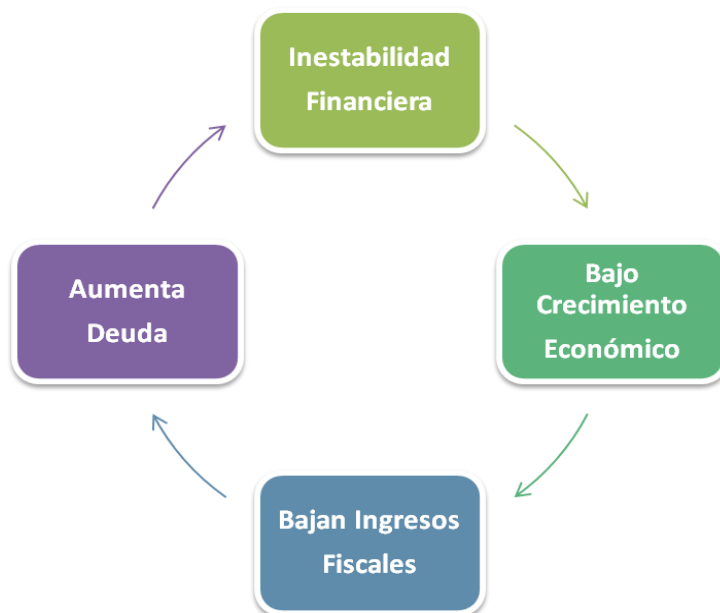 Inestabilidad
Financiera
Bajo
Crecimiento
Económico
Bajan Ingresos
Fiscales
Aumenta
Deuda